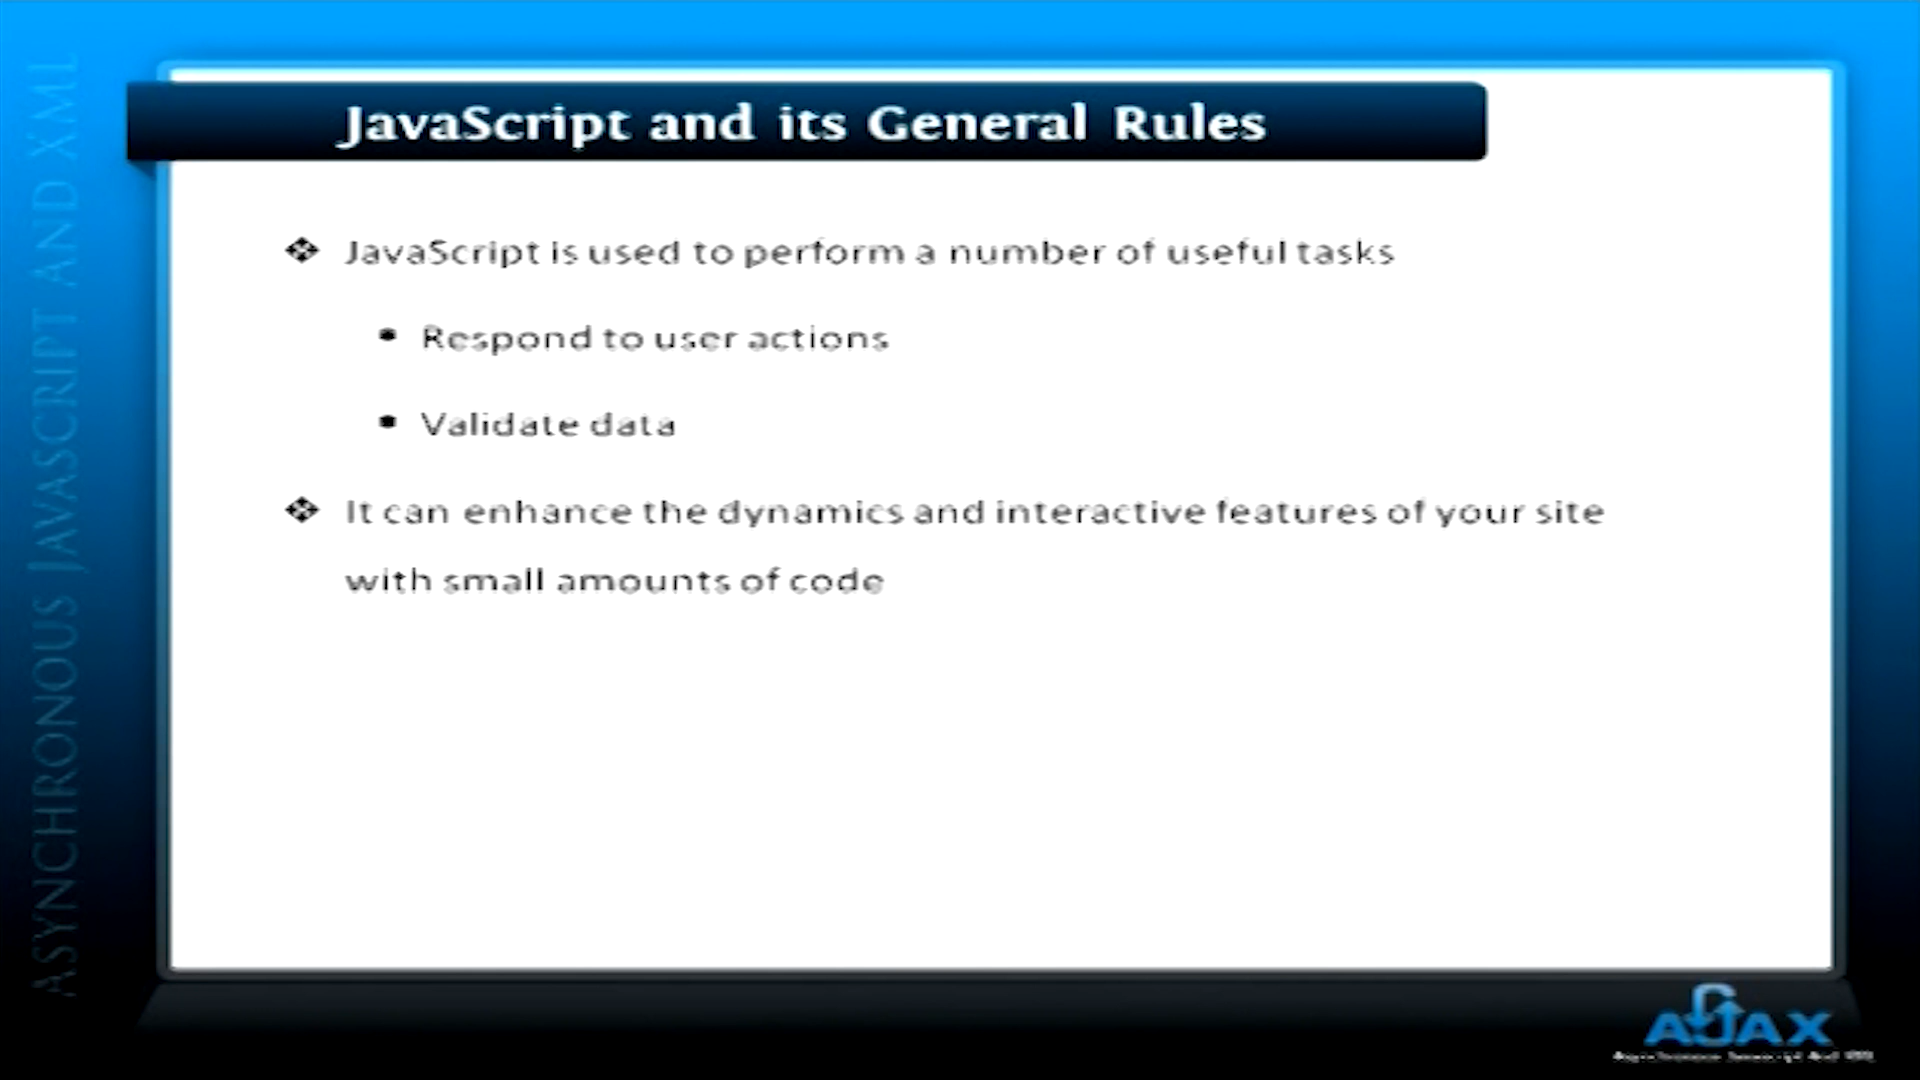 JavaScript and its General Rules
JavaScript is used to perform a number of useful tasks
Respond to user actions
Validate data
It can enhance the dynamics and interactive features of your site
with small amounts of code
ASYNCHRONOUS JAVASCRIPT AND XML
AJAX